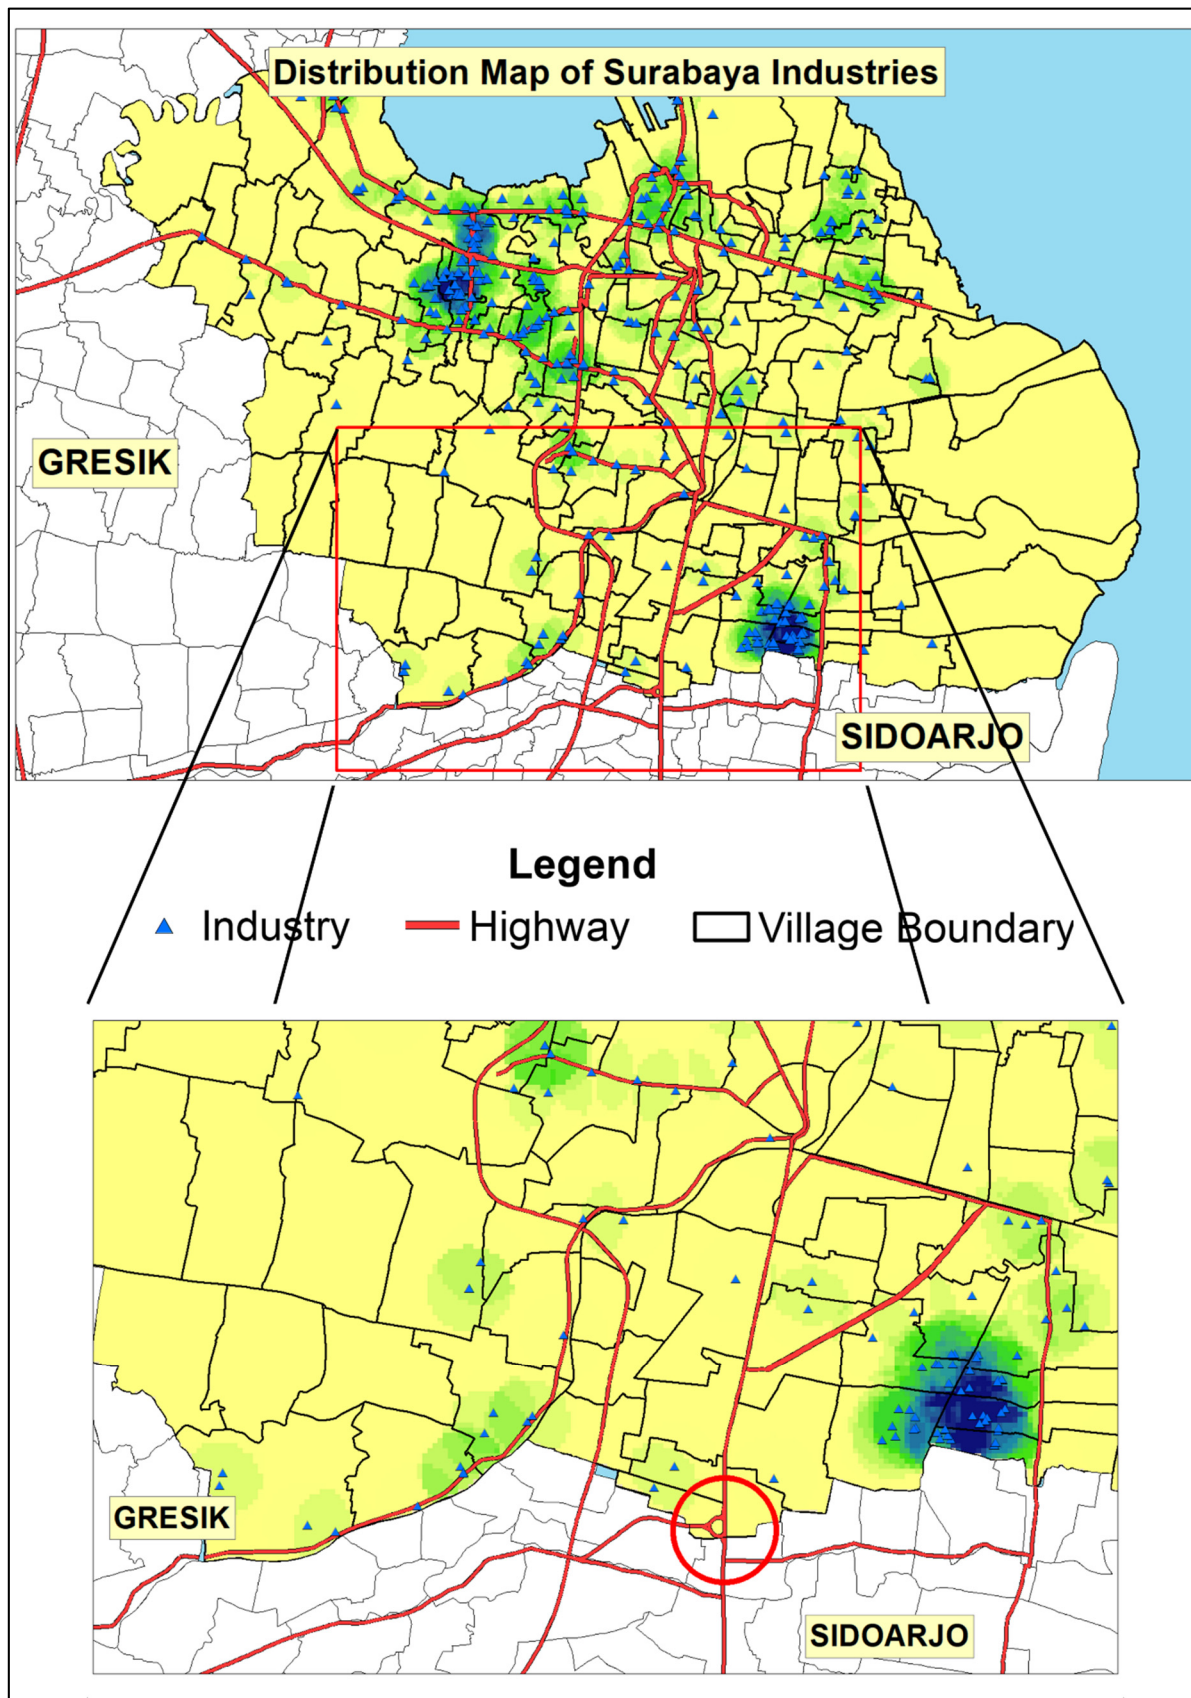 Distribution Map of Surabaya Industries
GRESIK
SIDOARJO
Legend
Industry
Highway
Village Boundary
GRESIK
SIDOARJO